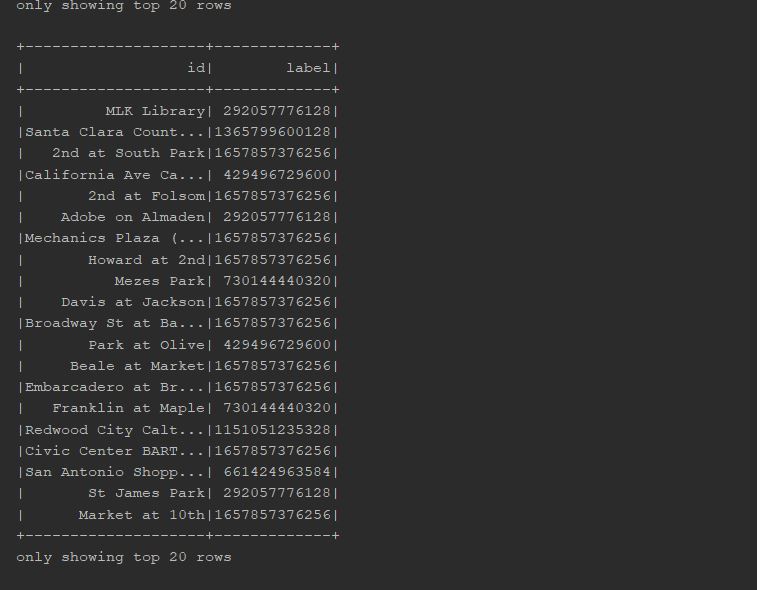 only showing top 20 rows
+--------------------+-------------+
|                  id|        label|
+--------------------+-------------+
|         MLK Library| 292057776128|
|Santa Clara Count...|1365799600128|
|   2nd at South Park|1657857376256|
|California Ave Ca...| 429496729600|
|       2nd at Folsom|1657857376256|
|    Adobe on Almaden| 292057776128|
|Mechanics Plaza (...|1657857376256|
|       Howard at 2nd|1657857376256|
|          Mezes Park| 730144440320|
|    Davis at Jackson|1657857376256|
|Broadway St at Ba...|1657857376256|
|       Park at Olive| 429496729600|
|     Beale at Market|1657857376256|
|Embarcadero at Br...|1657857376256|
|   Franklin at Maple| 730144440320|
|Redwood City Calt...|1151051235328|
|Civic Center BART...|1657857376256|
|San Antonio Shopp...| 661424963584|
|       St James Park| 292057776128|
|      Market at 10th|1657857376256|
+--------------------+-------------+
only showing top 20 rows